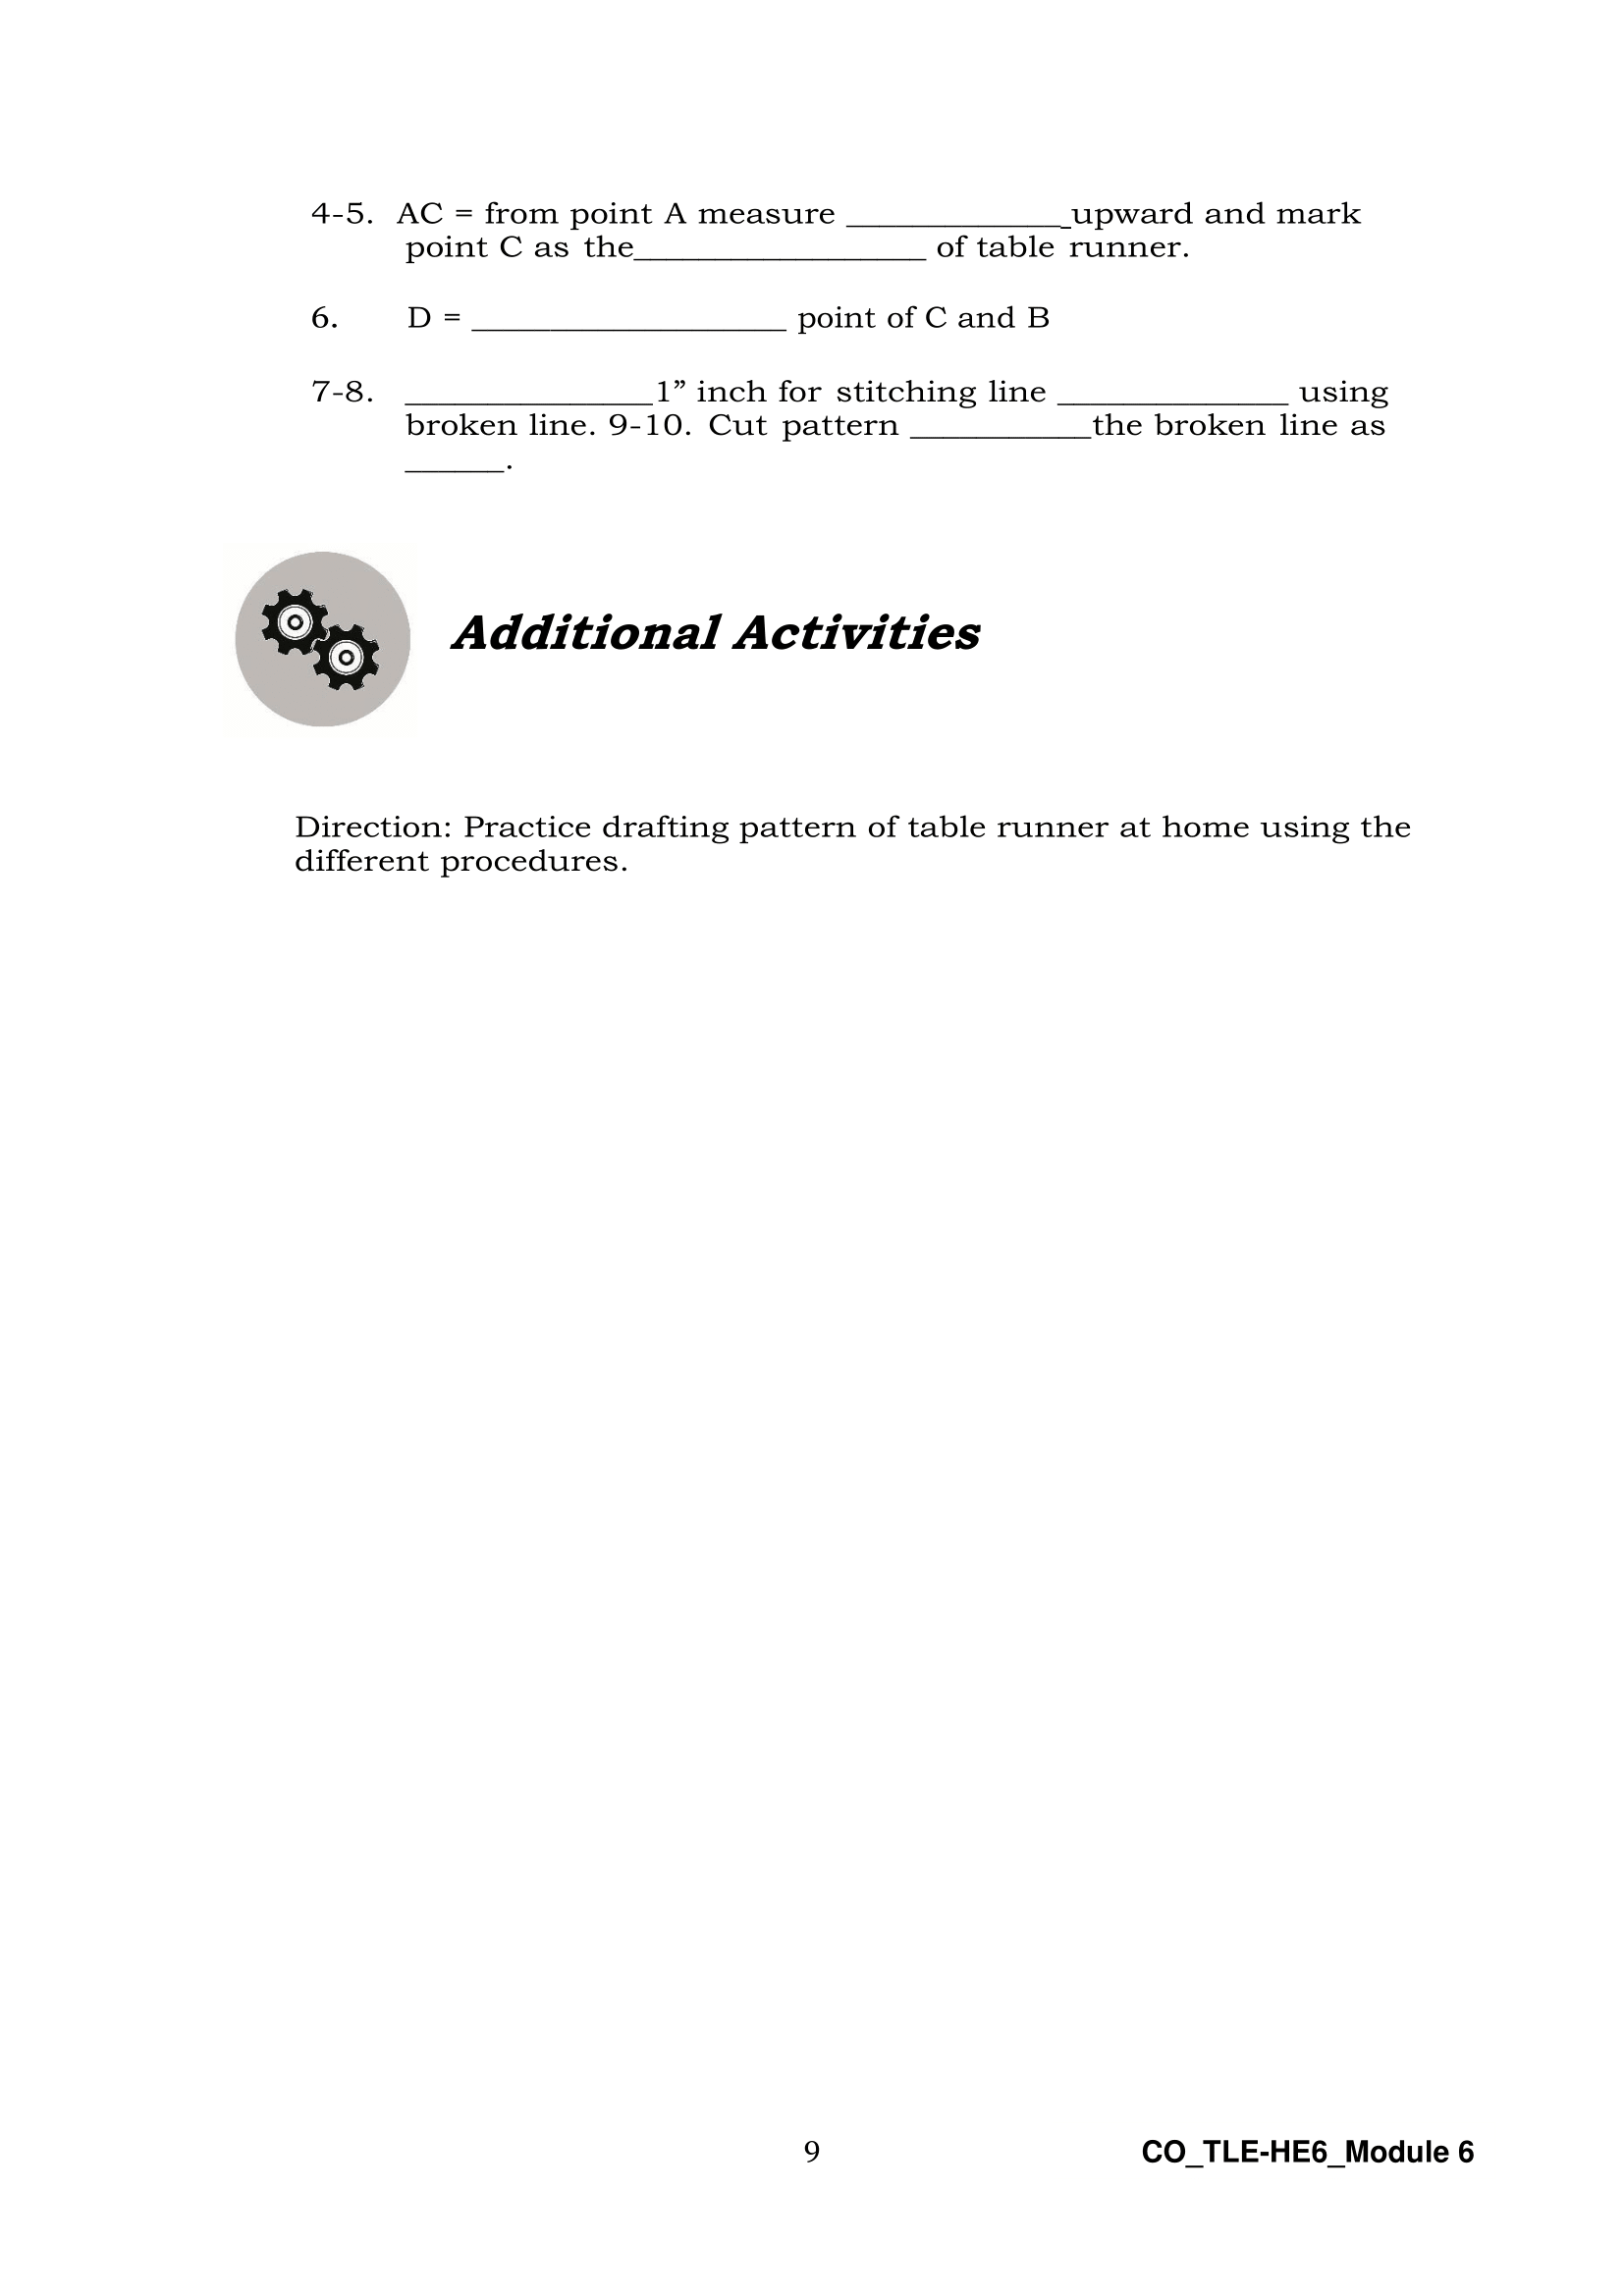 4-5. AC = from point A measure ______________upward and mark
point C as the__________________ of table runner.
6. D = ___________________ point of C and B
7-8. _______________1” inch for stitching line ______________ using
broken line. 9-10. Cut pattern ___________the broken line as
______.
Additional Activities
Direction: Practice drafting pattern of table runner at home using the
different procedures.
9 CO_TLE-HE6_Module 6